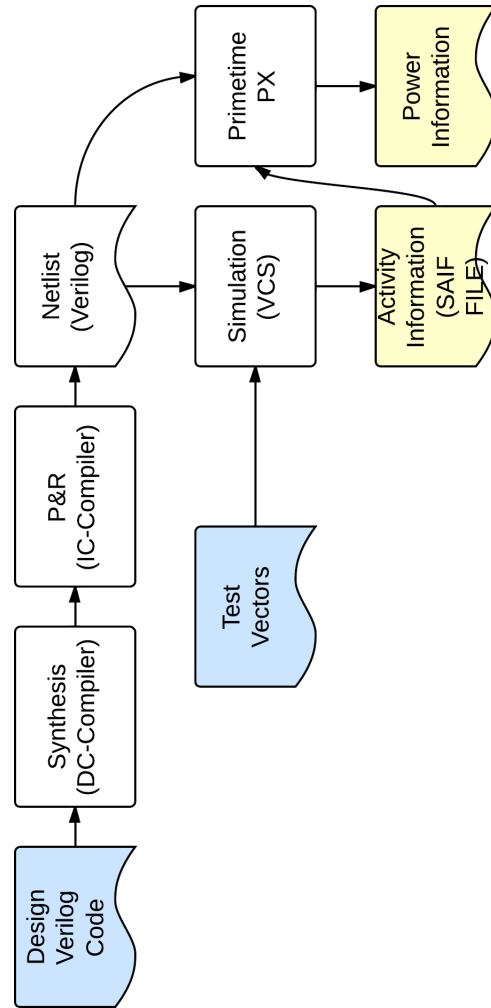 Design
Verilog
Code
Synthesis
(DC-Compiler)
P&R
(IC-Compiler)
Netlist
(Verilog)
Test
Vectors
Simulation
(VCS)
Primetime
PX
Activity
Information
(SAIF
FILE)
Power
Information